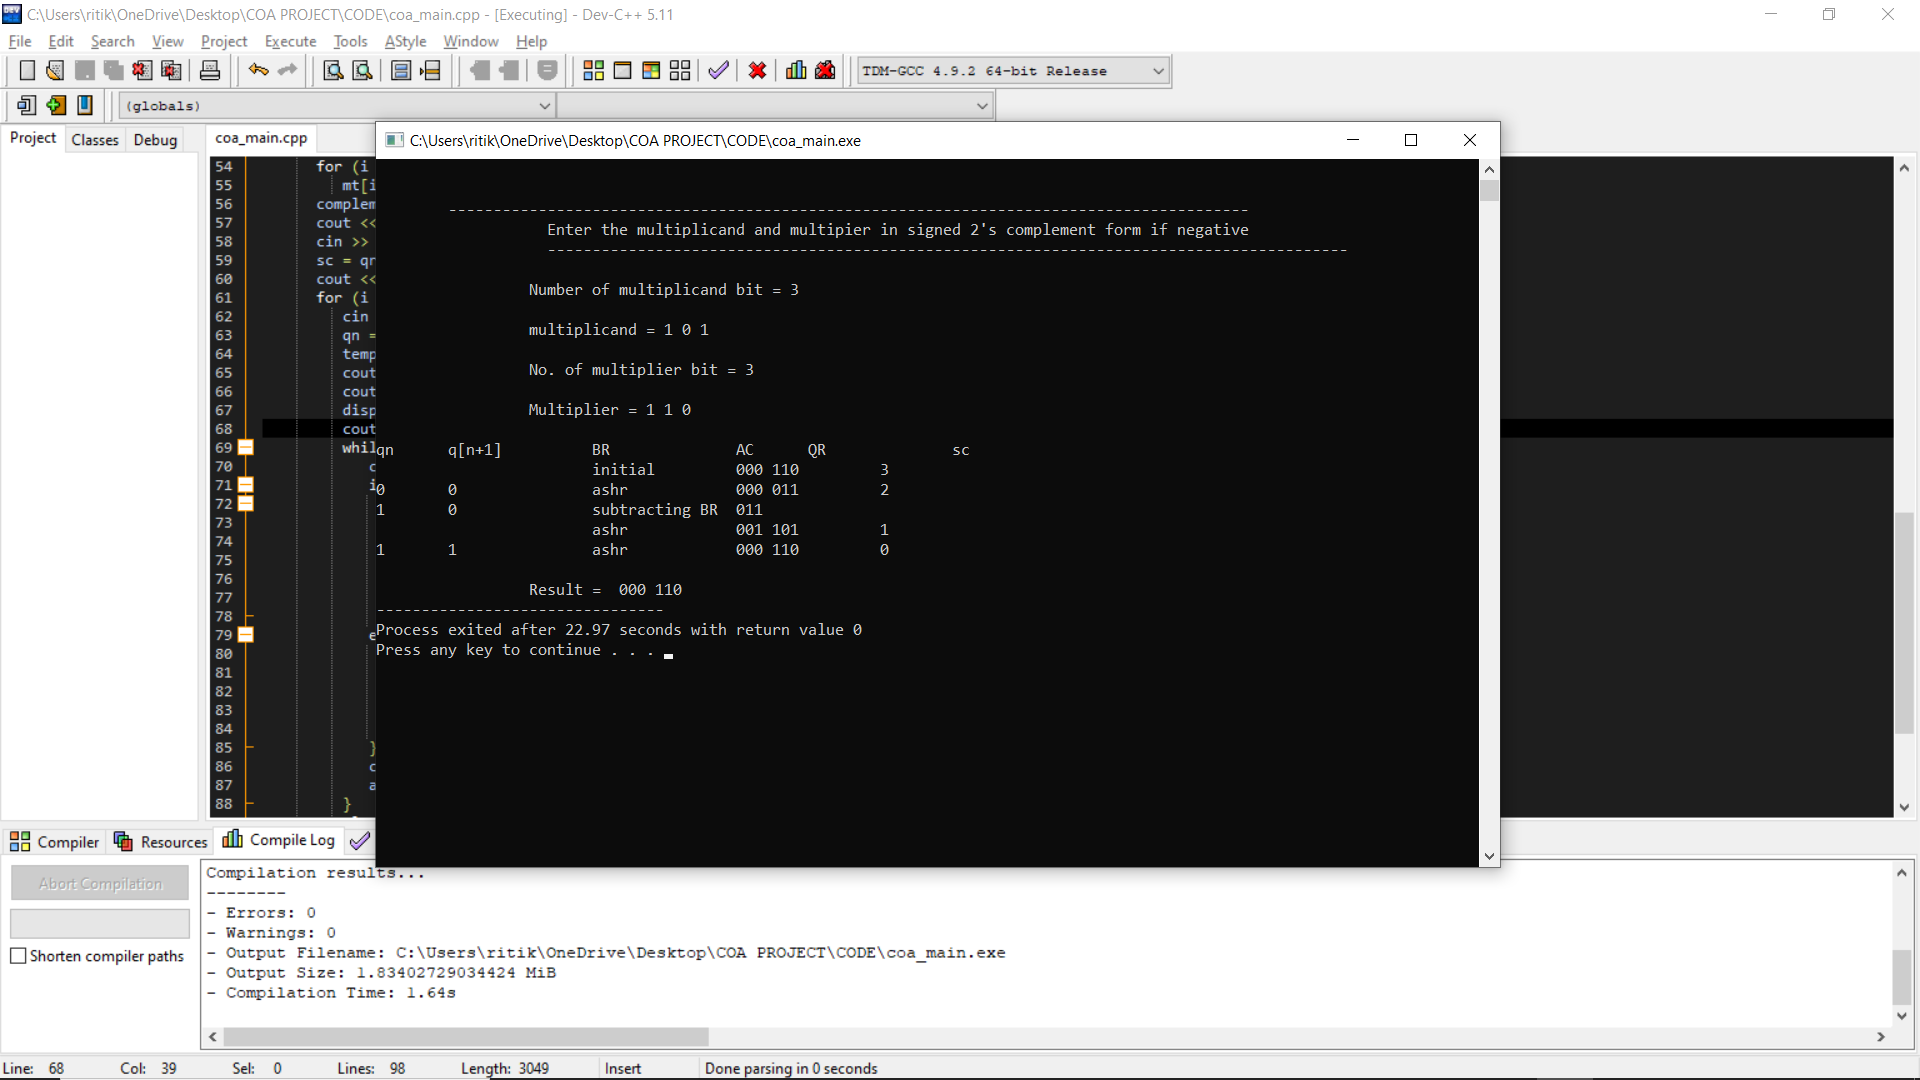 C:\Users\ritik\OneDrive\Desktop\COA PROJECT\CODE\coa_main.cpp - [Executing] - Dev-C++ 5.11
File Edit Search View Project Execute Tools AStyle Window Help
TDM-GCC 4.9.2 64-bit Release
(globals)
Project Classes Debug
coa_main.cpp
54 for (i
55 mt[i
56 complem
57 cout <<
58 cin >>
59 sc = qr
60 cout <<
61 for (i
62 cin
63 qn =
64 temp
65 cout
66 cout
67 disp
68 cout
69 whil
70 c
71 i
72
73
74
75
76
77
78
79 e
80
81
82
83
84
85 }
86 c
87 a
88 }
C:\Users\ritik\OneDrive\Desktop\COA PROJECT\CODE\coa_main.exe
-----------------------------------------------------------------------------------------
Enter the multiplicand and multipier in signed 2's complement form if negative
-----------------------------------------------------------------------------------------
Number of multiplicand bit = 3
multiplicand = 1 0 1
No. of multiplier bit = 3
Multiplier = 1 1 0
qn q[n+1] BR AC QR sc
initial 000 110 3
0 0 ashr 000 011 2
1 0 subtracting BR 011
ashr 001 101 1
1 1 ashr 000 110 0
Result = 000 110
--------------------------------
Process exited after 22.97 seconds with return value 0
Press any key to continue . . .
Compiler Resources Compile Log
Abort Compilation
Shorten compiler paths
Compilation results...
--------
- Errors: 0
- Warnings: 0
- Output Filename: C:\Users\ritik\OneDrive\Desktop\COA PROJECT\CODE\coa_main.exe
- Output Size: 1.83402729034424 MiB
- Compilation Time: 1.64s
Line: 68 Col: 39 Sel: 0 Lines: 98 Length: 3049 Insert Done parsing in 0 seconds